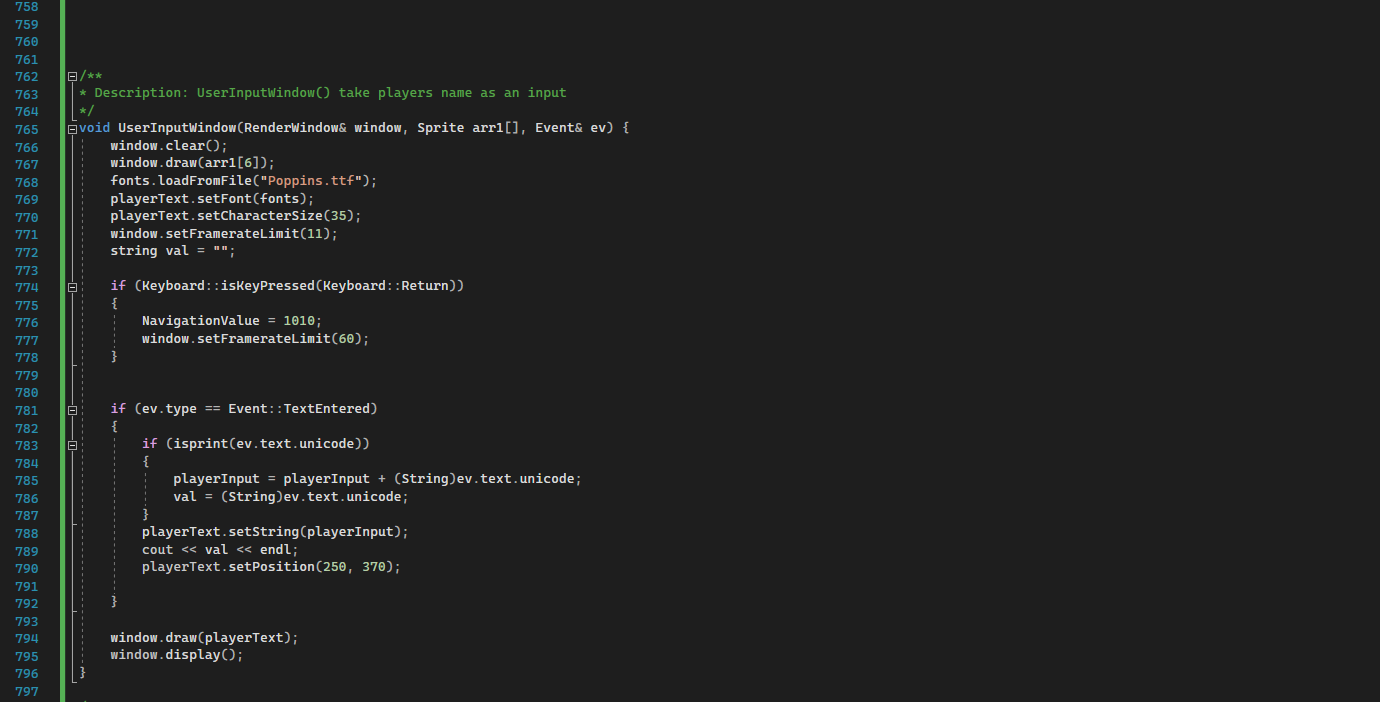 758
759
760
761
762 /**
763 * Description: UserInputWindow() take players name as an input
764 */
765 void UserInputWindow(RenderWindow& window, Sprite arr1[], Event& ev) {
766     window.clear();
767     window.draw(arr1[6]);
768     fonts.loadFromFile("Poppins.ttf");
769     playerText.setFont(fonts);
770     playerText.setCharacterSize(35);
771     window.setFramerateLimit(11);
772     string val = "";
773
774     if (Keyboard::isKeyPressed(Keyboard::Return))
775     {
776         NavigationValue = 1010;
777         window.setFramerateLimit(60);
778     }
779
780
781     if (ev.type == Event::TextEntered)
782     {
783         if (isprint(ev.text.unicode))
784         {
785             playerInput = playerInput + (String)ev.text.unicode;
786             val = (String)ev.text.unicode;
787         }
788         playerText.setString(playerInput);
789         cout << val << endl;
790         playerText.setPosition(250, 370);
791
792     }
793
794     window.draw(playerText);
795     window.display();
796 }
797